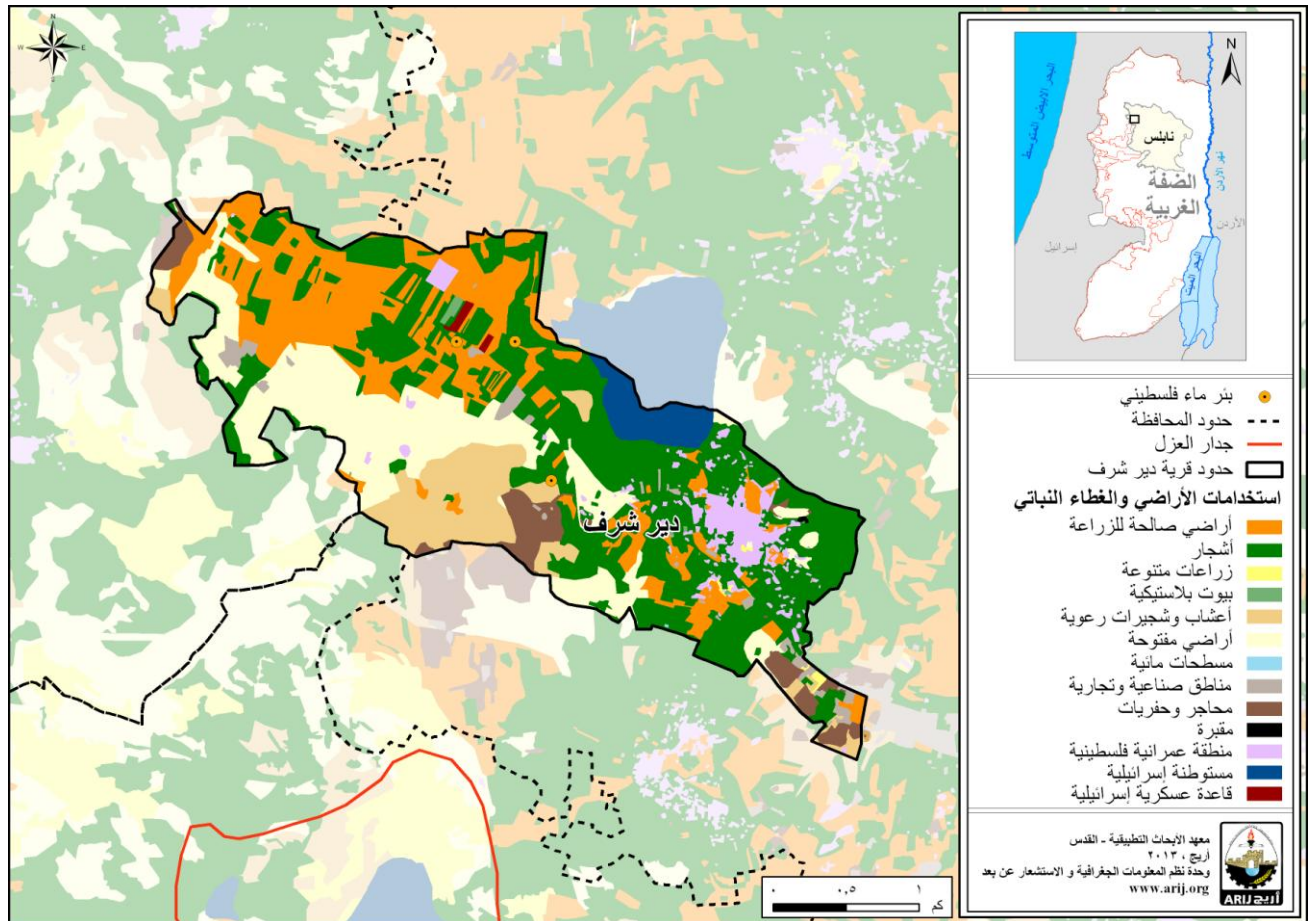 N
W
E
S
دير شرف
٠
٠,٥
١
كم
N
البحر الابيض المتوسط
نابلس
نهر الأردن
الضفة
الغربية
الأردن
اسرائيل
البحر الميت
بئر ماء فلسطيني
حدود المحافظة
جدار العزل
حدود قرية دير شرف
استخدامات الأراضي والغطاء النباتي
أراضي صالحة للزراعة
أشجار
زراعات متنوعة
بيوت بلاستيكية
أعشاب وشجيرات رعوية
أراضي مفتوحة
مسطحات مائية
مناطق صناعية وتجارية
محاجر وحفريات
مقبرة
منطقة عمرانية فلسطينية
مستوطنة إسرائيلية
قاعدة عسكرية إسرائيلية
معهد الأبحاث التطبيقية - القدس
أريج ، ٢٠١٣
وحدة نظم المعلومات الجغرافية و الاستشعار عن بعد
www.arij.org
ARIJ أريج